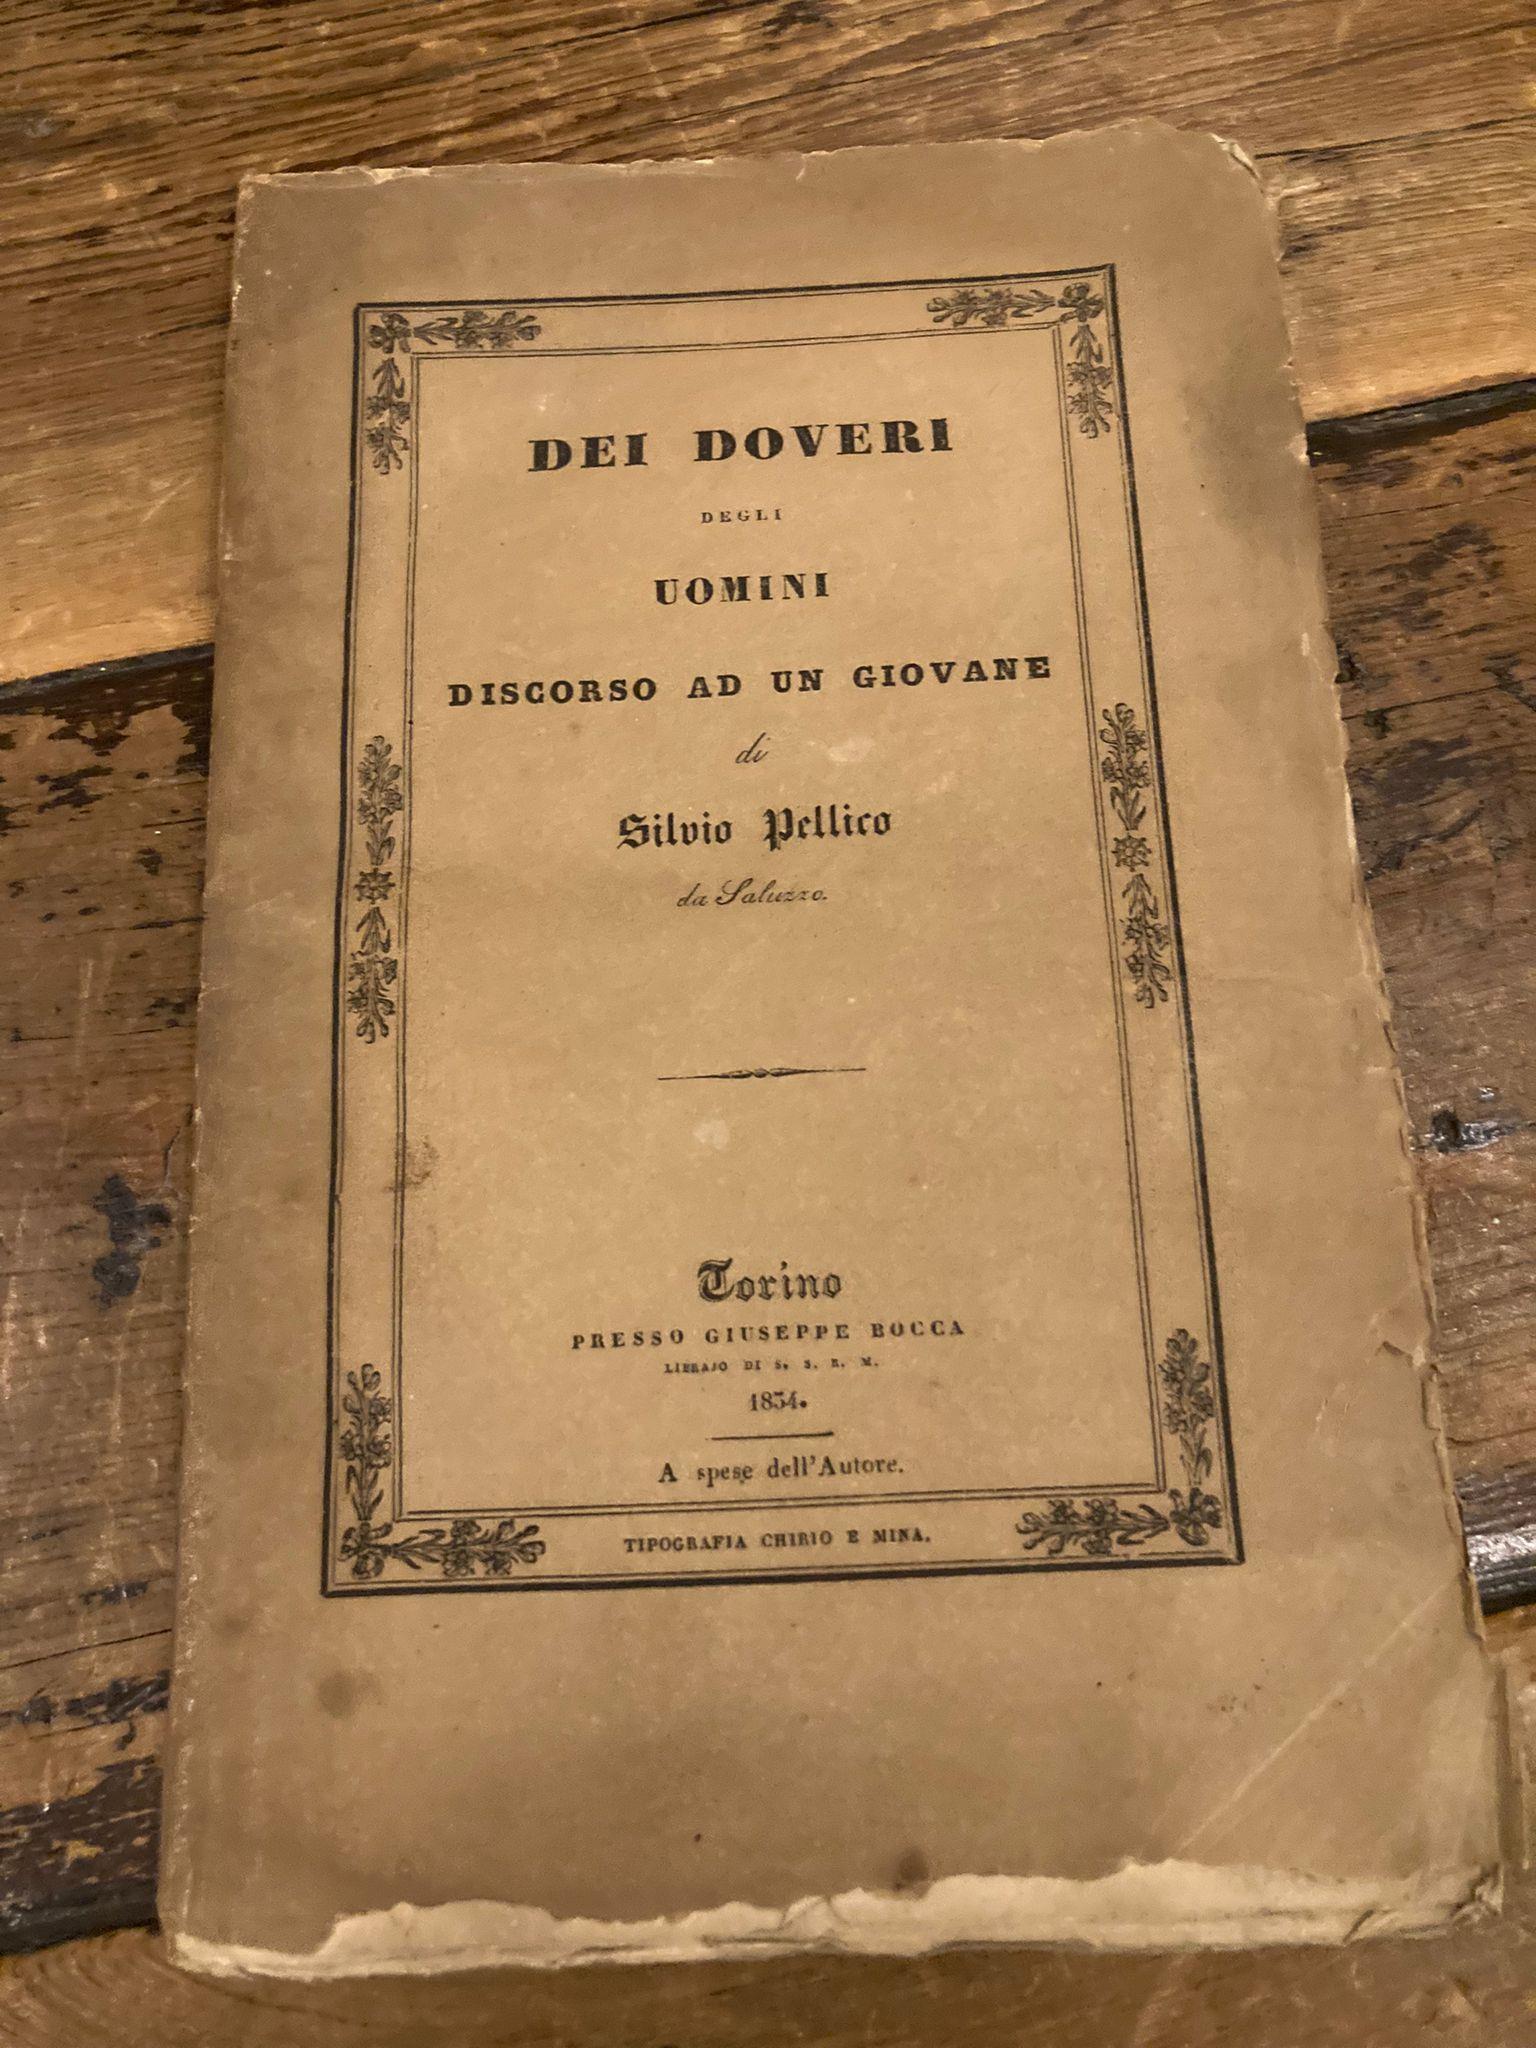 DEI DOVERI
DEGLI
UOMINI
DISCORSO AD UN GIOVANE
di
Silvio Pellico
da Saluzzo.
Torino
PRESSO GIUSEPPE BOCCA
LIBRAJO DI S. S. R. M.
1834.
A spese dell'Autore.
TIPOGRAFIA CHIRIO E MINA.